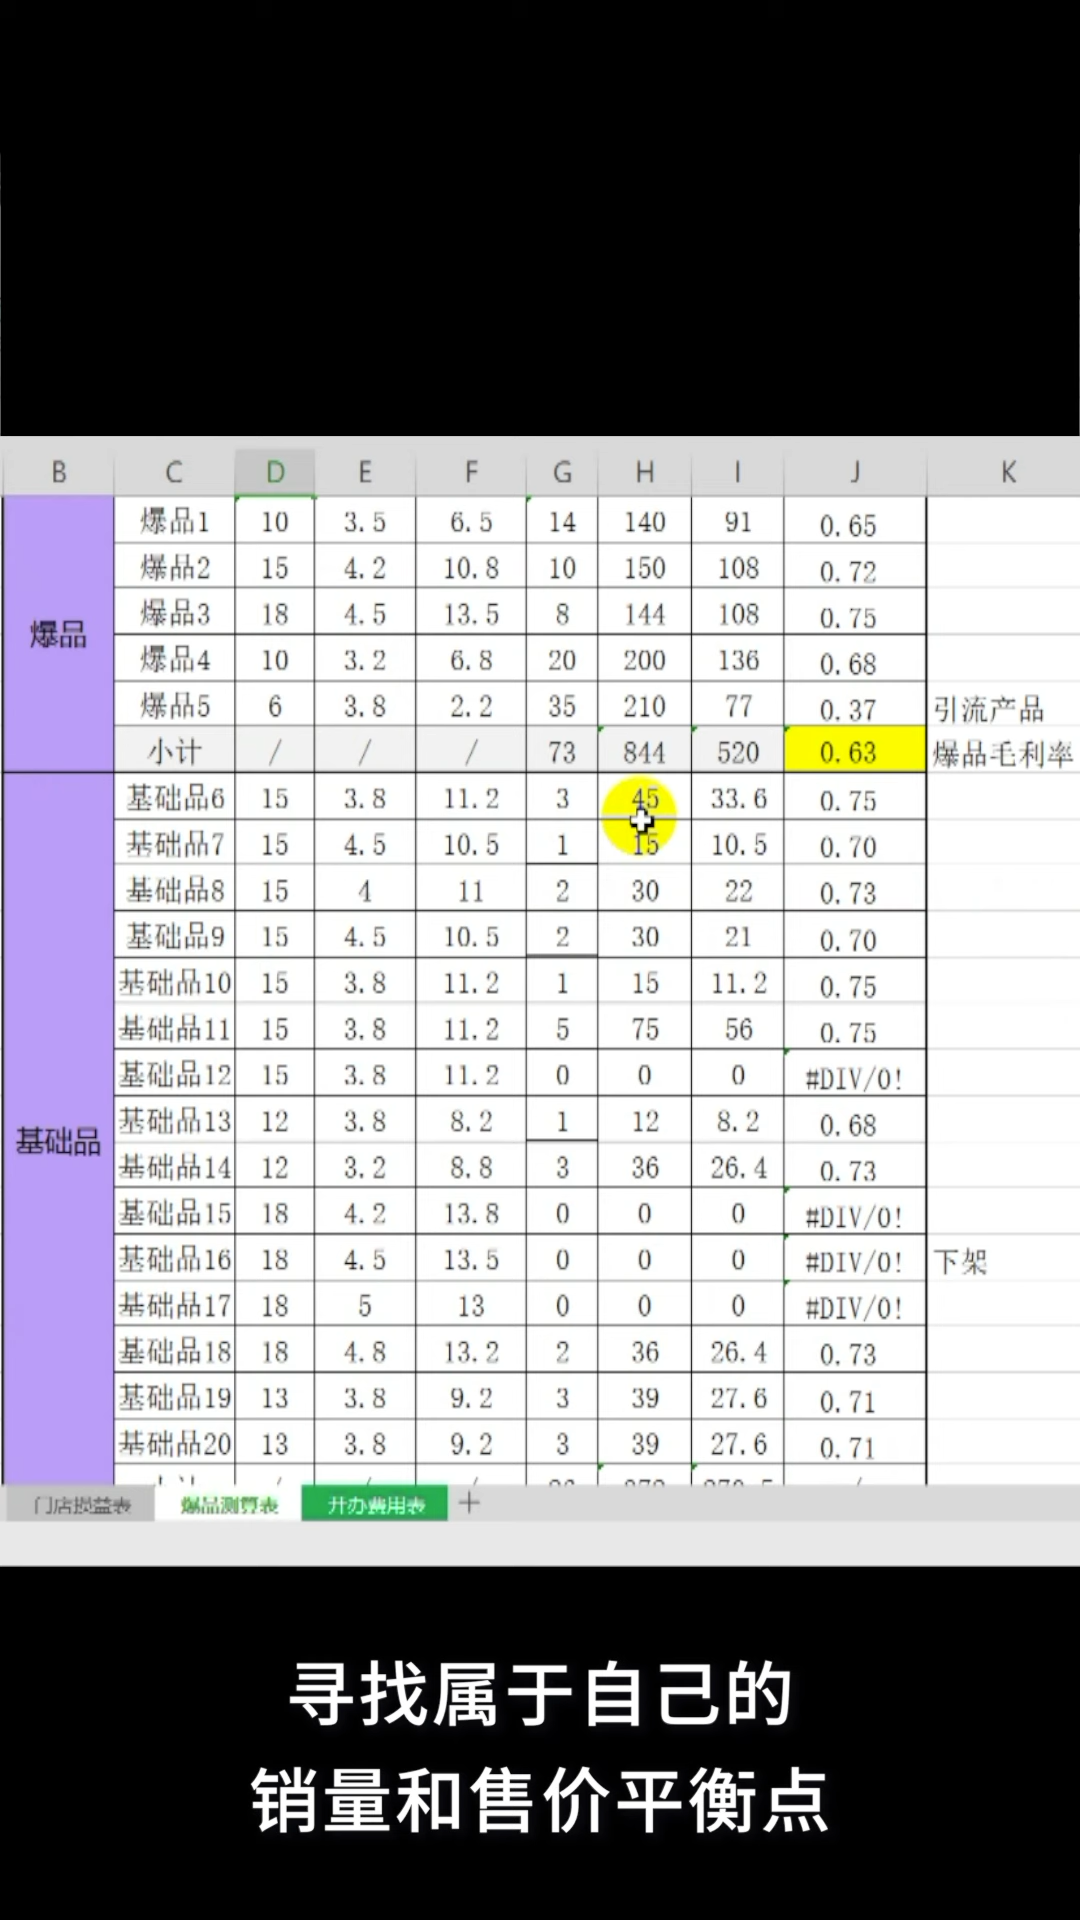 B C D E F G H I J K
爆品1 10 3.5 6.5 14 140 91 0.65
爆品2 15 4.2 10.8 10 150 108 0.72
爆品3 18 4.5 13.5 8 144 108 0.75
爆品
爆品4 10 3.2 6.8 20 200 136 0.68
爆品5 6 3.8 2.2 35 210 77 0.37 引流产品
小计 / / / 73 844 520 0.63 爆品毛利率
基础品6 15 3.8 11.2 3 45 33.6 0.75
基础品7 15 4.5 10.5 1 15 10.5 0.70
基础品8 15 4 11 2 30 22 0.73
基础品9 15 4.5 10.5 2 30 21 0.70
基础品10 15 3.8 11.2 1 15 11.2 0.75
基础品11 15 3.8 11.2 5 75 56 0.75
基础品12 15 3.8 11.2 0 0 0 #DIV/0!
基础品13 12 3.8 8.2 1 12 8.2 0.68
基础品
基础品14 12 3.2 8.8 3 36 26.4 0.73
基础品15 18 4.2 13.8 0 0 0 #DIV/0!
基础品16 18 4.5 13.5 0 0 0 #DIV/0! 下架
基础品17 18 5 13 0 0 0 #DIV/0!
基础品18 18 4.8 13.2 2 36 26.4 0.73
基础品19 13 3.8 9.2 3 39 27.6 0.71
基础品20 13 3.8 9.2 3 39 27.6 0.71
门店损益表 爆品测算表 开办费用表 +
寻找属于自己的
销量和售价平衡点